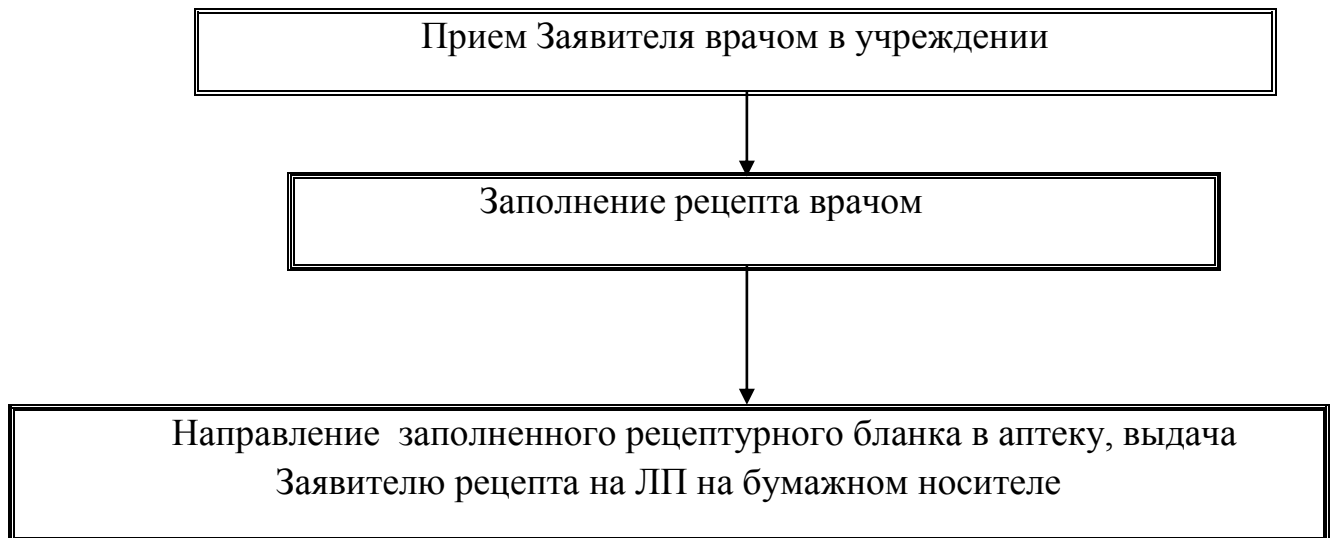 Прием Заявителя врачом в учреждении
Заполнение рецепта врачом
Направление заполненного рецептурного бланка в аптеку, выдача
Заявителю рецепта на ЛП на бумажном носителе